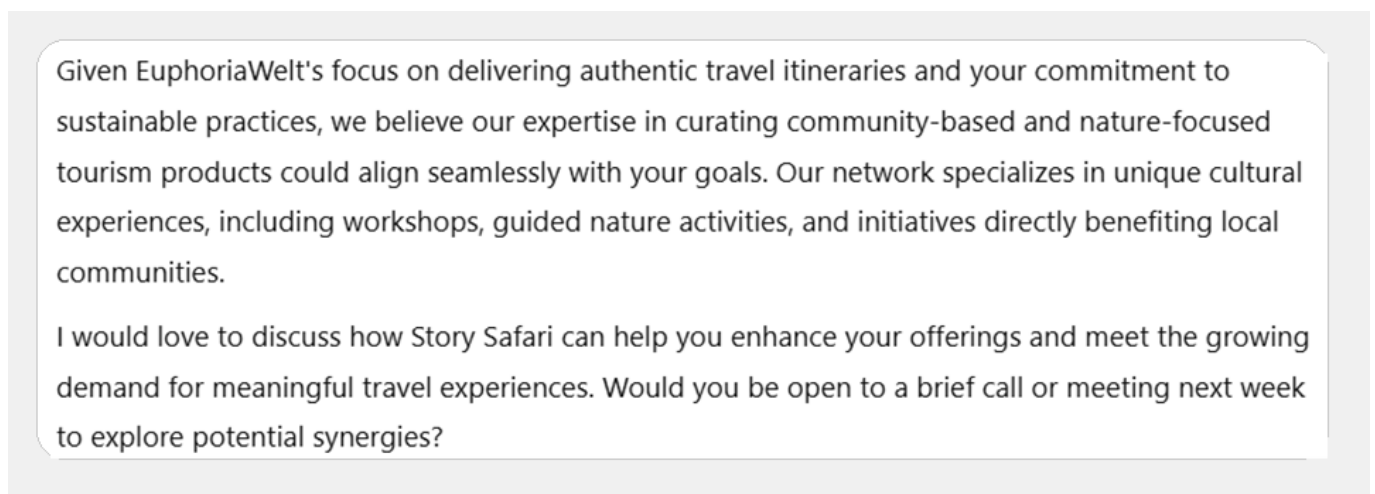 Given EuphoriaWelt's focus on delivering authentic travel itineraries and your commitment to
sustainable practices, we believe our expertise in curating community-based and nature-focused
tourism products could align seamlessly with your goals. Our network specializes in unique cultural
experiences, including workshops, guided nature activities, and initiatives directly benefiting local
communities.
I would love to discuss how Story Safari can help you enhance your offerings and meet the growing
demand for meaningful travel experiences. Would you be open to a brief call or meeting next week
to explore potential synergies?